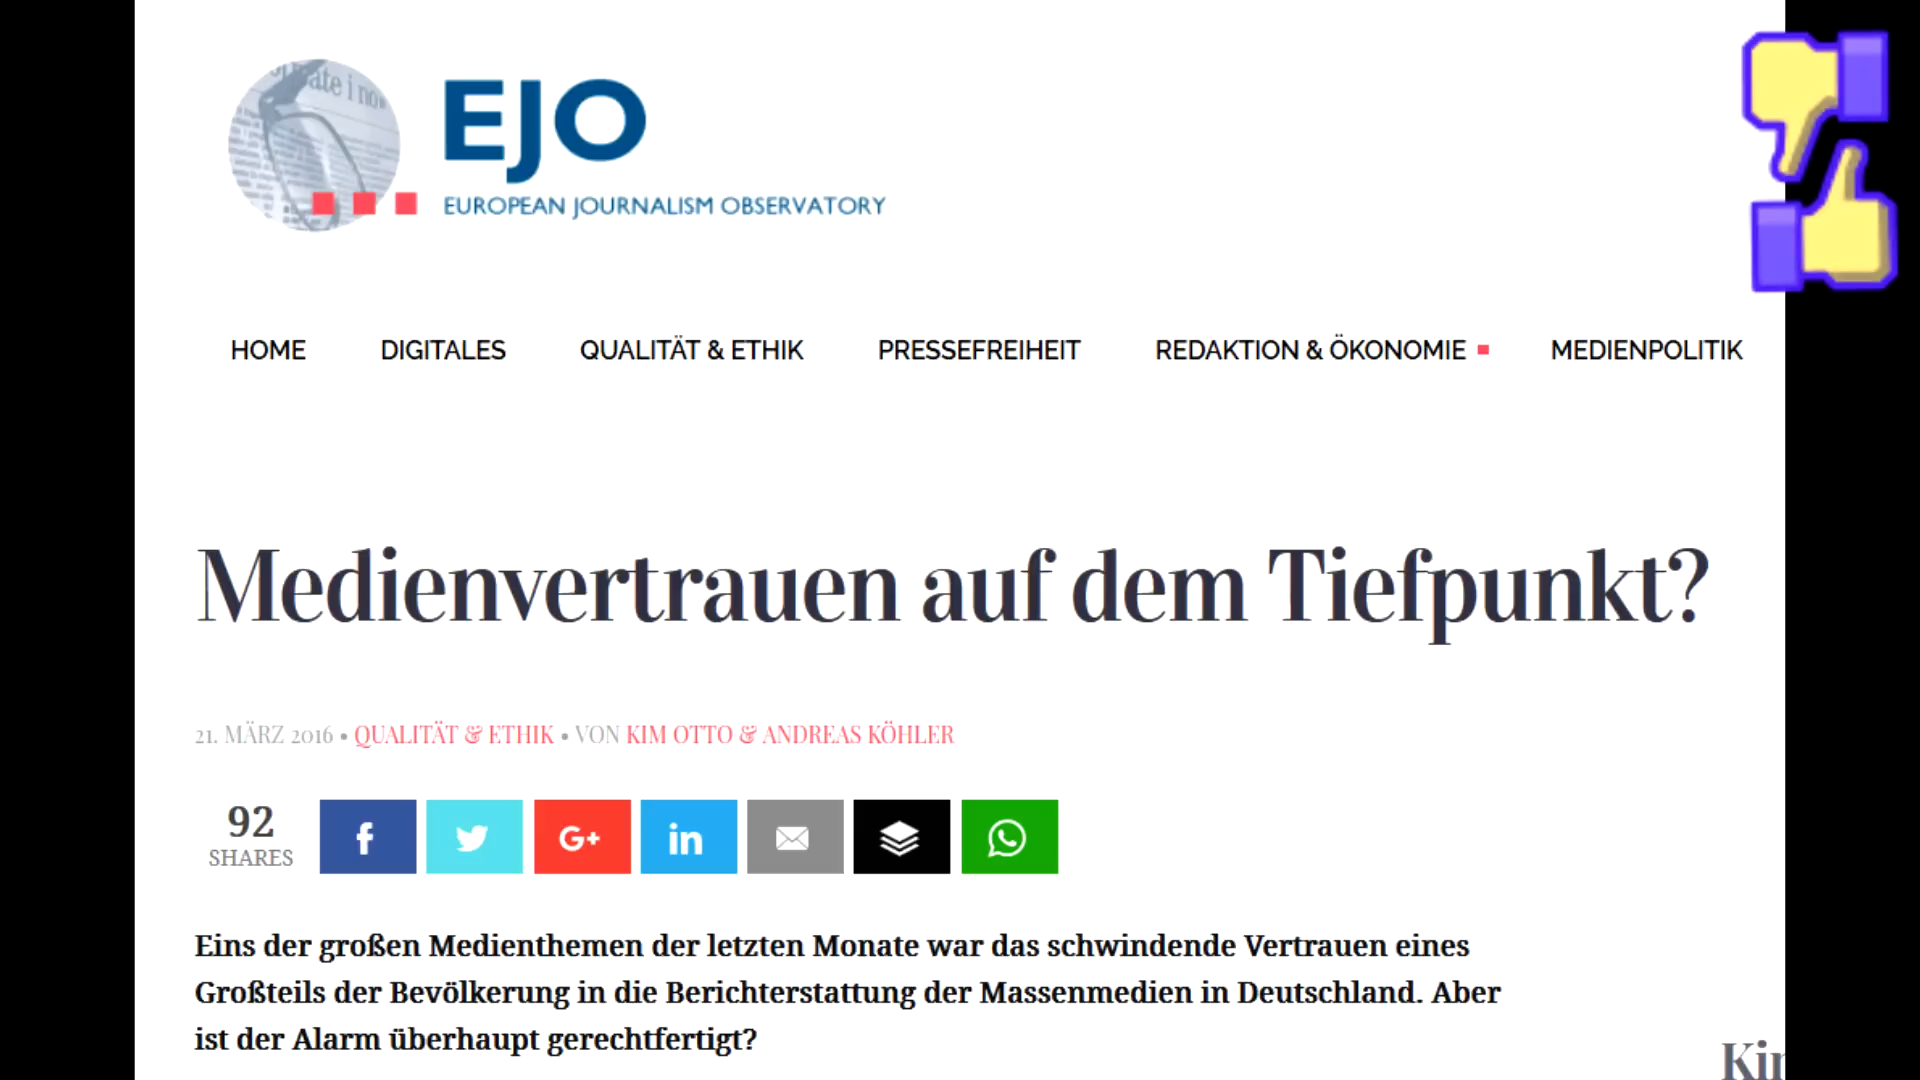 EJO
EUROPEAN JOURNALISM OBSERVATORY
HOME DIGITALES QUALITÄT & ETHIK PRESSEFREIHEIT REDAKTION & ÖKONOMIE MEDIENPOLITIK
Medienvertrauen auf dem Tiefpunkt?
21. MÄRZ 2016 • QUALITÄT & ETHIK • VON KIM OTTO & ANDREAS KÖHLER
92
SHARES
Eins der großen Medienthemen der letzten Monate war das schwindende Vertrauen eines
Großteils der Bevölkerung in die Berichterstattung der Massenmedien in Deutschland. Aber
ist der Alarm überhaupt gerechtfertigt?